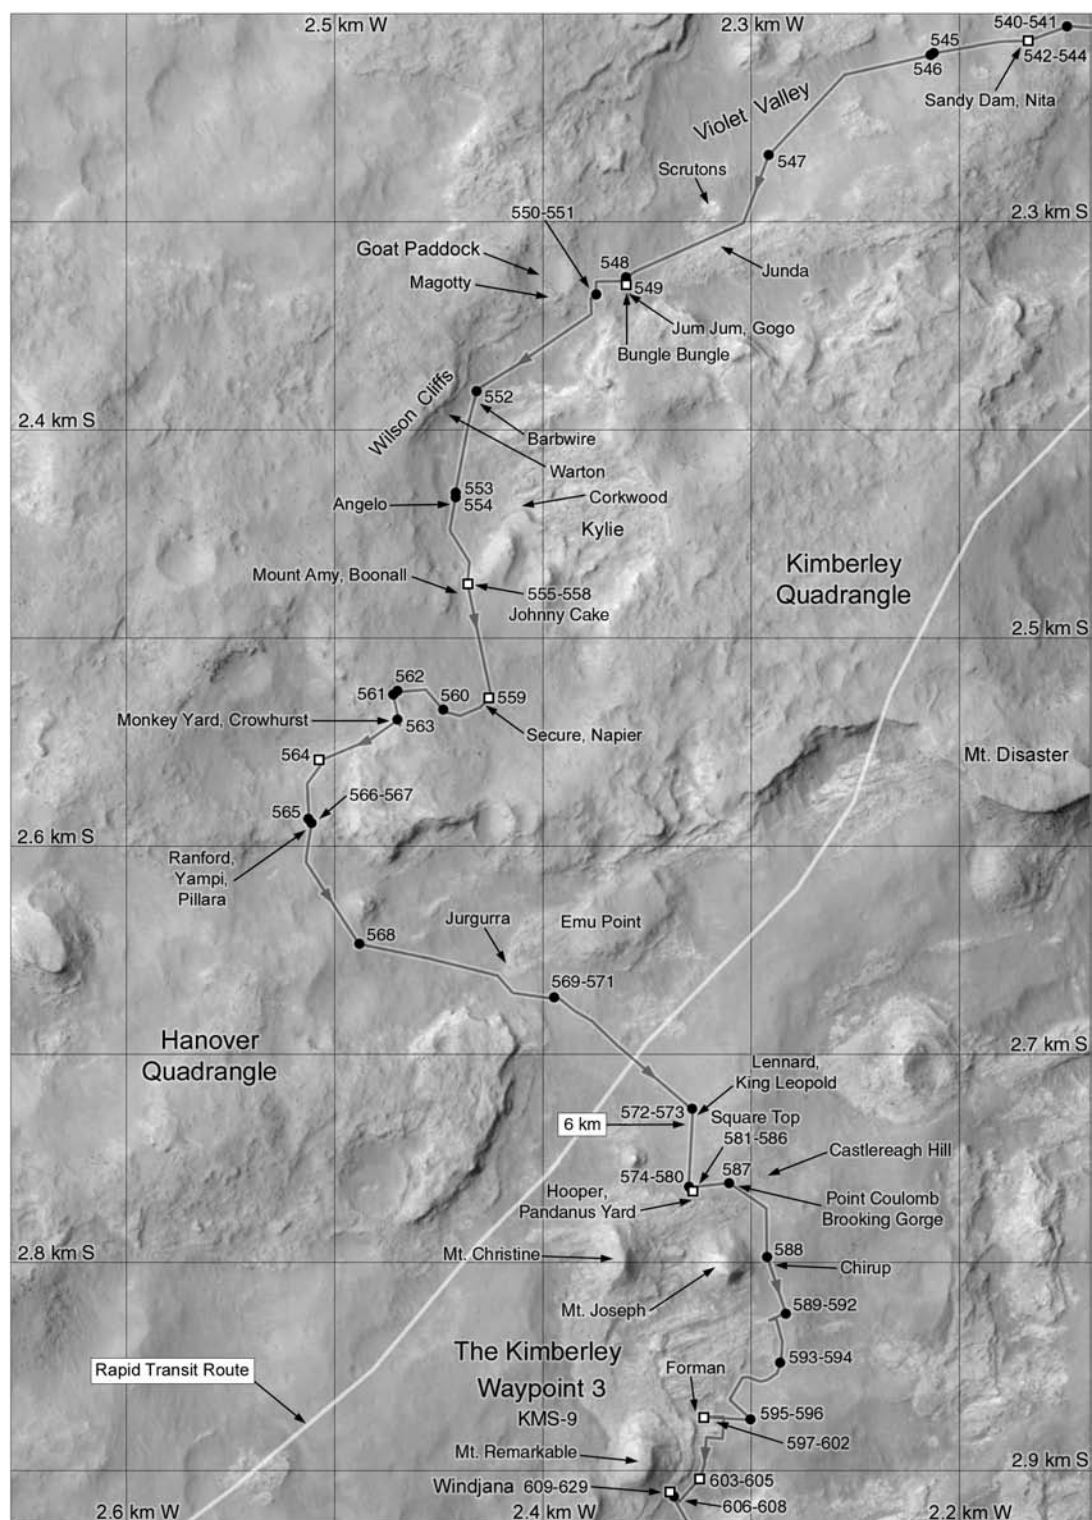 2.5 km W
2.3 km W
540-541
545
546
542-544
Sandy Dam, Nita
Violet Valley
547
Scrutons
2.3 km S
550-551
Goat Paddock
548
Junda
Magotty
549
Jum Jum, Gogo
Bungle Bungle
Wilson Cliffs
552
2.4 km S
Barbwire
Warton
553
Angelo
554
Corkwood
Kylie
Kimberley
Quadrangle
Mount Amy, Boonall
555-558
Johnny Cake
2.5 km S
562
561
560
559
Monkey Yard, Crowhurst
563
Secure, Napier
564
Mt. Disaster
566-567
565
2.6 km S
Ranford,
Yampi,
Pillara
Jurgurra
Emu Point
568
569-571
Hanover
Quadrangle
2.7 km S
Lennard,
King Leopold
572-573
6 km
Square Top
581-586
574-580
587
Castlereagh Hill
Hooper,
Pandanus Yard
Point Coulomb
Brooking Gorge
2.8 km S
Mt. Christine
588
Chirup
Mt. Joseph
589-592
The Kimberley
Waypoint 3
KMS-9
593-594
Rapid Transit Route
Forman
595-596
597-602
Mt. Remarkable
2.9 km S
Windjana 609-629
603-605
606-608
2.6 km W
2.4 km W
2.2 km W